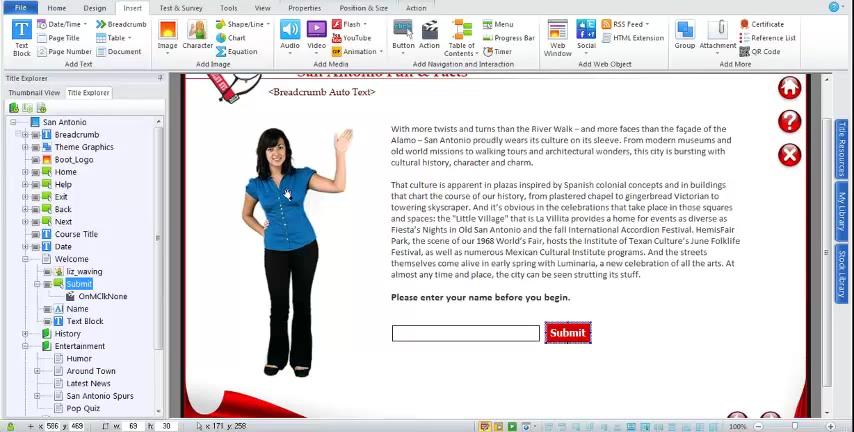 File Home Design Insert Test & Survey Tools View Properties Position & Size Action
Text Block Date/Time Page Title Page Number Breadcrumb Table Document Add Text
Image Character Shape/Line Chart Equation Add Image
Audio Video Flash YouTube Animation Add Media
Button Action Table of Contents Menu Progress Bar Timer Add Navigation and Interaction
Web Window Social RSS Feed HTML Extension Add Web Object
Group Attachment Certificate Reference List QR Code Add Other
Title Explorer
Thumbnail View Title Explorer
San Antonio
Breadcrumb
Theme Graphics
Boot_Logo
Home
Help
Exit
Back
Next
Course Title
Date
Welcome
liz_waving
Submit
OnMClkNone
Name
Text Block
History
Entertainment
Humor
Around Town
Latest News
San Antonio Spurs
Pop Quiz
San Antonio Fun & Facts
<Breadcrumb Auto Text>
With more twists and turns than the River Walk – and more faces than the façade of the
Alamo – San Antonio proudly wears its culture on its sleeve. From modern museums and
old world missions to walking tours and architectural wonders, this city is bursting with
cultural history, character and charm.
That culture is apparent in plazas inspired by Spanish colonial concepts and in buildings
that chart the course of our history, from plastered chapel to gingerbread Victorian to
towering skyscraper. And it's obvious in the celebrations that take place in those squares
and spaces: the "Little Village" that is La Villita provides a home for events as diverse as
Fiesta's Nights in Old San Antonio and the fall International Accordion Festival. HemisFair
Park, the scene of our 1968 World's Fair, hosts the Institute of Texan Culture's June Folklife
Festival, as well as numerous Mexican Cultural Institute programs. And the streets
themselves come alive in early spring with Luminaria, a new celebration of all the arts. At
almost any time and place, the city can be seen strutting its stuff.
Please enter your name before you begin.
Submit
Title Resources
My Library
Stock Library
x: 586 y: 469 w: 69 h: 30 x: 171 y: 258 100%